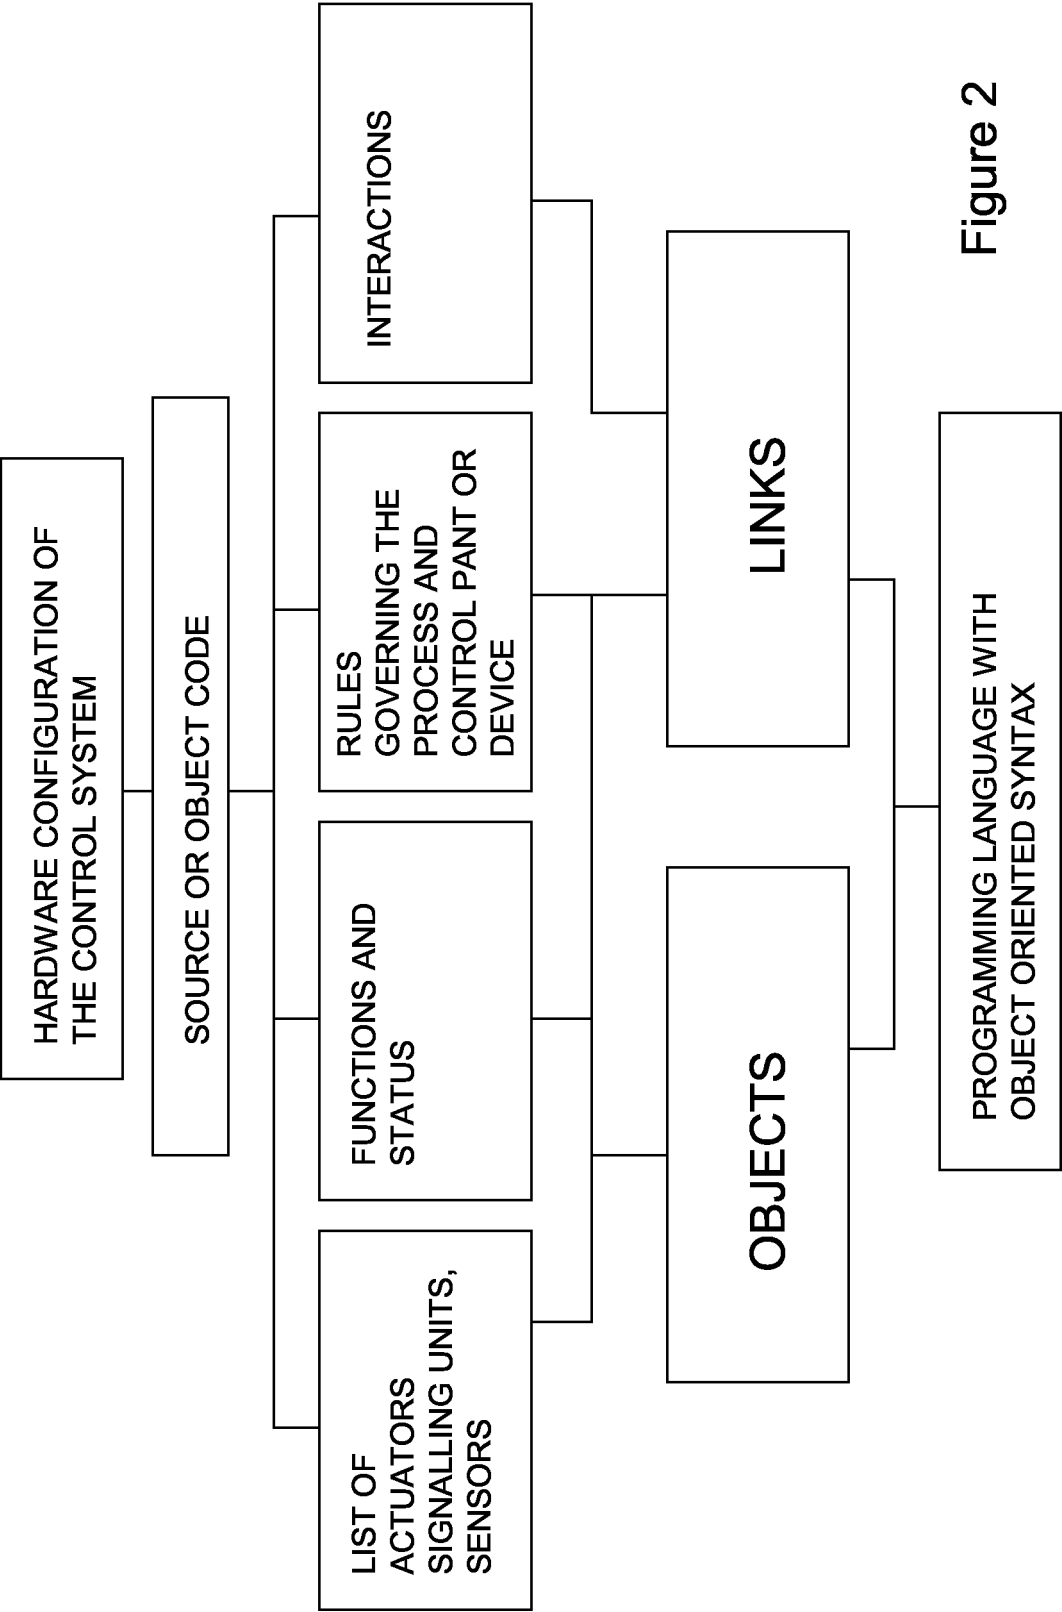 HARDWARE CONFIGURATION OF
THE CONTROL SYSTEM
SOURCE OR OBJECT CODE
LIST OF
ACTUATORS
SIGNALLING UNITS,
SENSORS
FUNCTIONS AND
STATUS
RULES
GOVERNING THE
PROCESS AND
CONTROL PANT OR
DEVICE
INTERACTIONS
OBJECTS
LINKS
PROGRAMMING LANGUAGE WITH
OBJECT ORIENTED SYNTAX
Figure 2